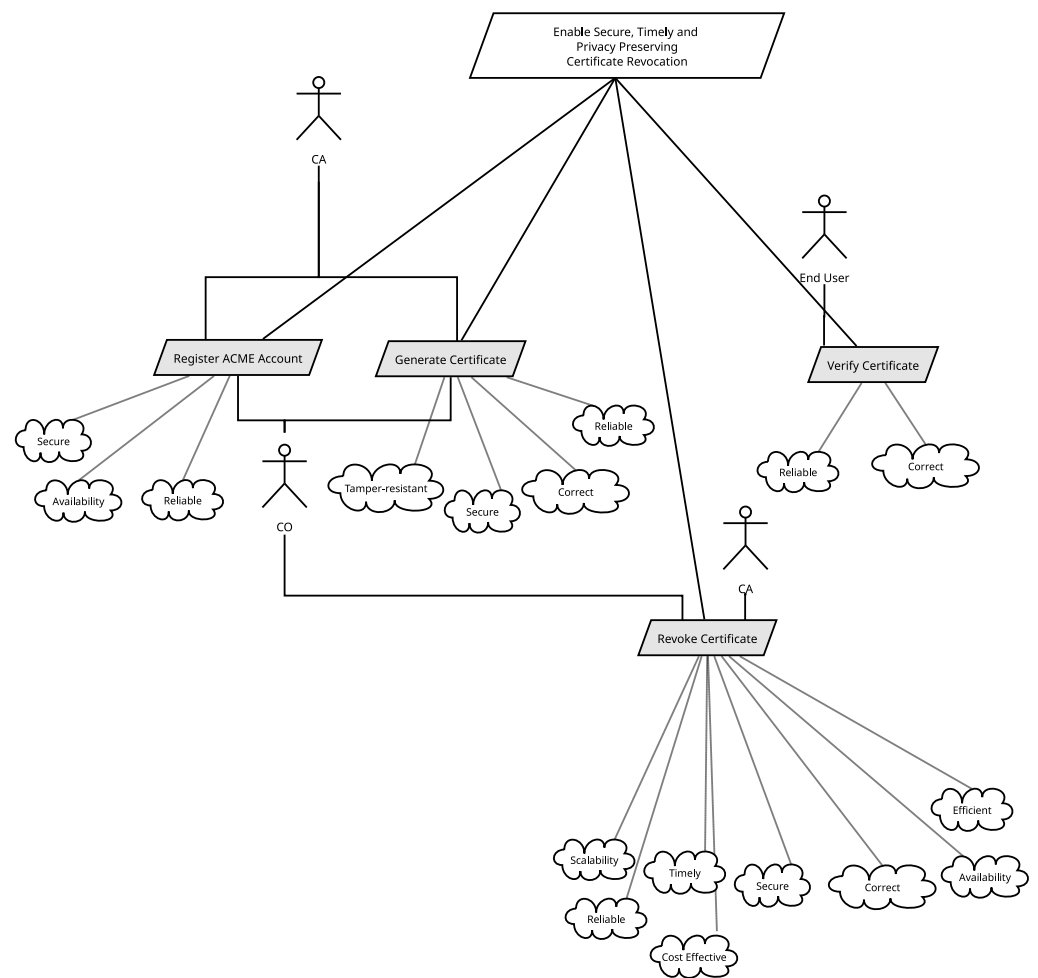 Enable Secure, Timely and
Privacy Preserving
Certificate Revocation
CA
End User
Register ACME Account
Generate Certificate
Verify Certificate
Secure
Availability
Reliable
CO
Tamper-resistant
Secure
Correct
Reliable
Reliable
Correct
CA
Revoke Certificate
Scalability
Reliable
Timely
Cost Effective
Secure
Correct
Availability
Efficient